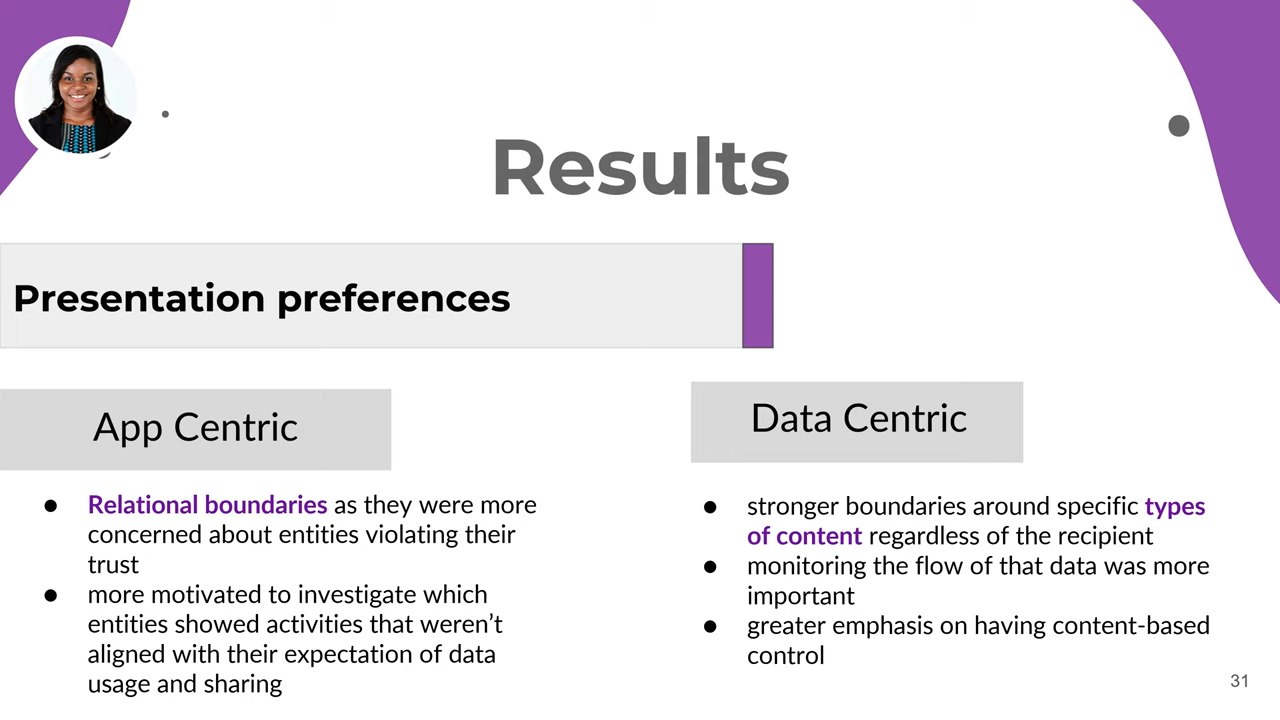 Results
Presentation preferences
App Centric
● Relational boundaries as they were more
concerned about entities violating their
trust
● more motivated to investigate which
entities showed activities that weren’t
aligned with their expectation of data
usage and sharing
Data Centric
● stronger boundaries around specific types
of content regardless of the recipient
● monitoring the flow of that data was more
important
● greater emphasis on having content-based
control
31